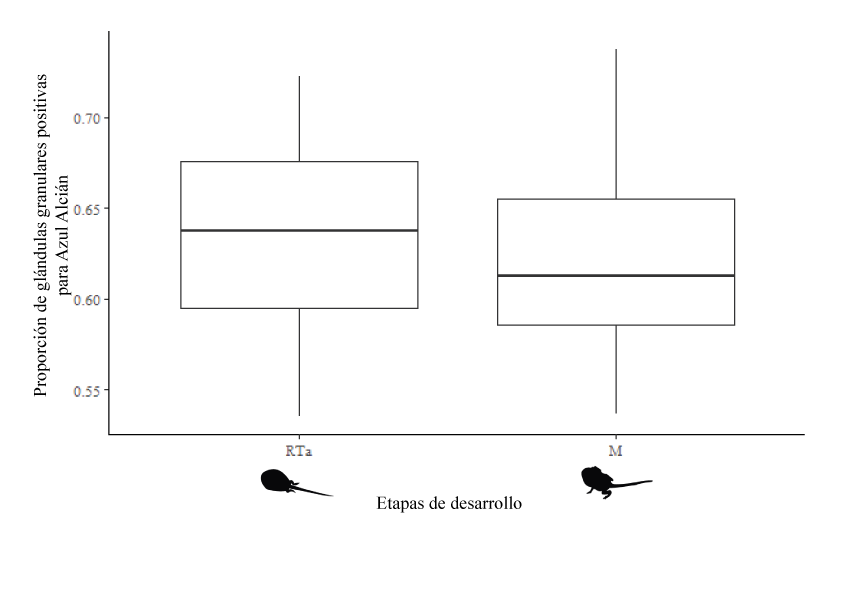 Proporción de glándulas granulares positivas
para Azul Alcián
0.70
0.65
0.60
0.55
RTa
M
Etapas de desarrollo